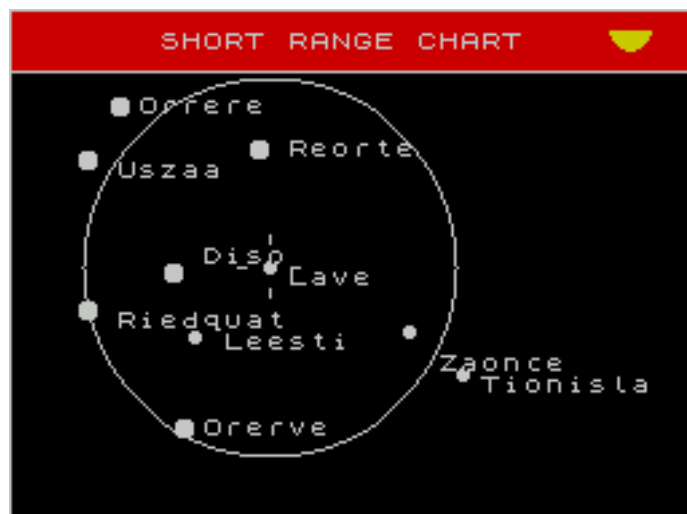 SHORT RANGE CHART
Orrere
Reorte
Uszaa
Diso
Lave
Riedquat
Leesti
Zaonce
Tionisla
Orerve